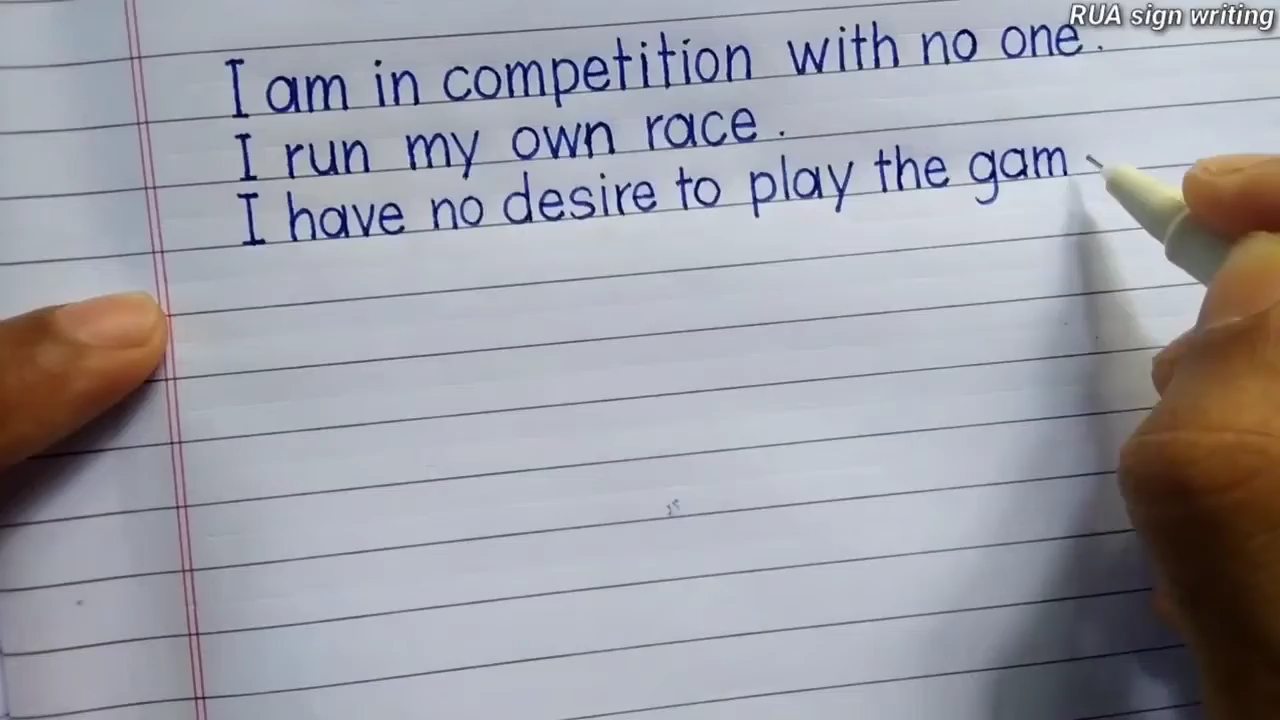 RUA sign writing
I am in competition with no one.
I run my own race.
I have no desire to play the gam